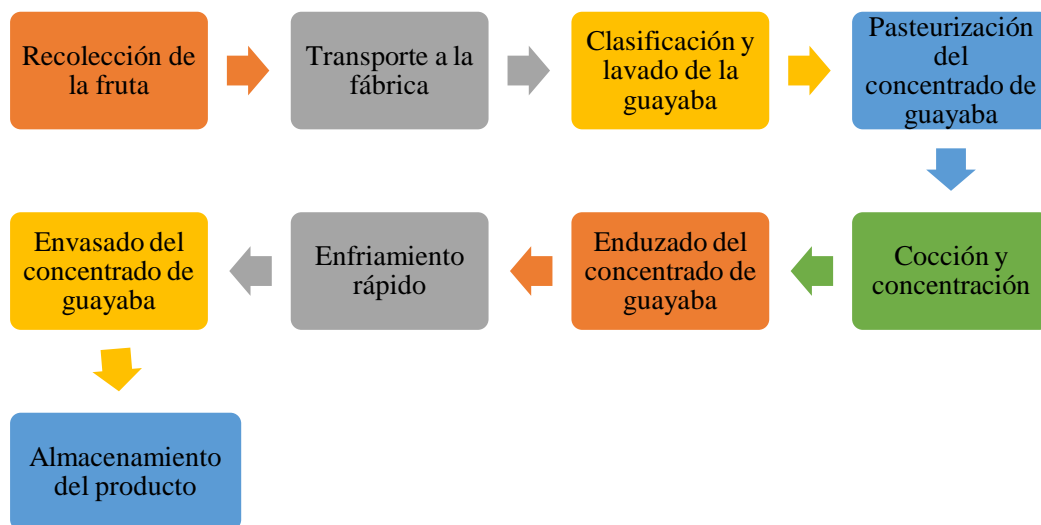 Recolección de
la fruta
Transporte a la
fábrica
Clasificación y
lavado de la
guayaba
Pasteurización
del
concentrado de
guayaba
Cocción y
concentración
Enduzado del
concentrado de
guayaba
Enfriamiento
rápido
Envasado del
concentrado de
guayaba
Almacenamiento
del producto